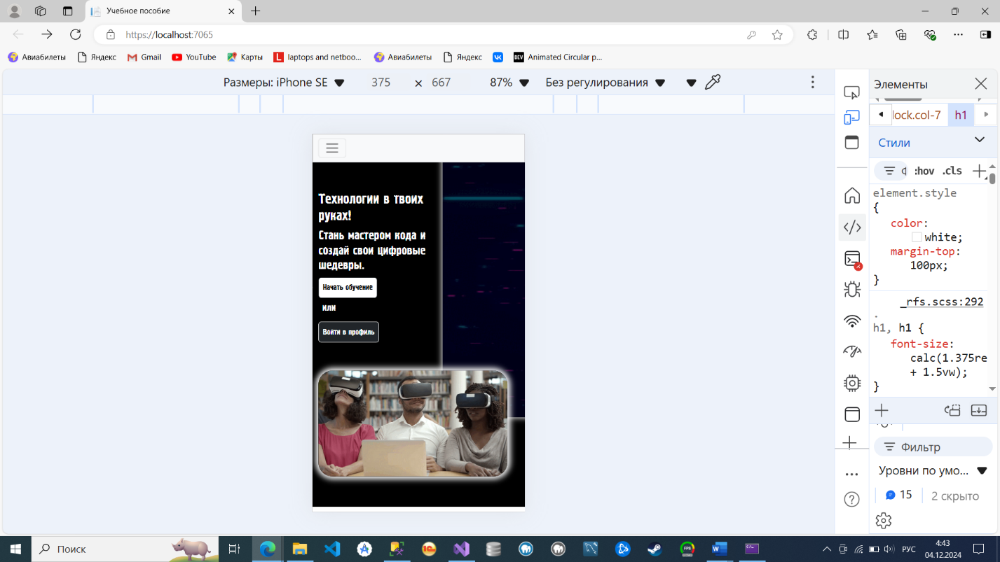 Учебное пособие
https://localhost:7065
Авиабилеты Яндекс Gmail YouTube Карты laptops and netboo... Авиабилеты Яндекс DEV Animated Circular p...
Размеры: iPhone SE 375 × 667 87% Без регулирования
Технологии в твоих
руках!
Стань мастером кода и
создай свои цифровые
шедевры.
Начать обучение
или
Войти в профиль
Элементы
lock.col-7 h1
Стили
:hov .cls
element.style
{
color:
white;
margin-top:
100px;
}
_rfs.scss:292
.
h1, h1 {
font-size:
calc(1.375re
+ 1.5vw);
}
Фильтр
Уровни по умо...
15 2 скрыто
Поиск
РУС
4:43
04.12.2024